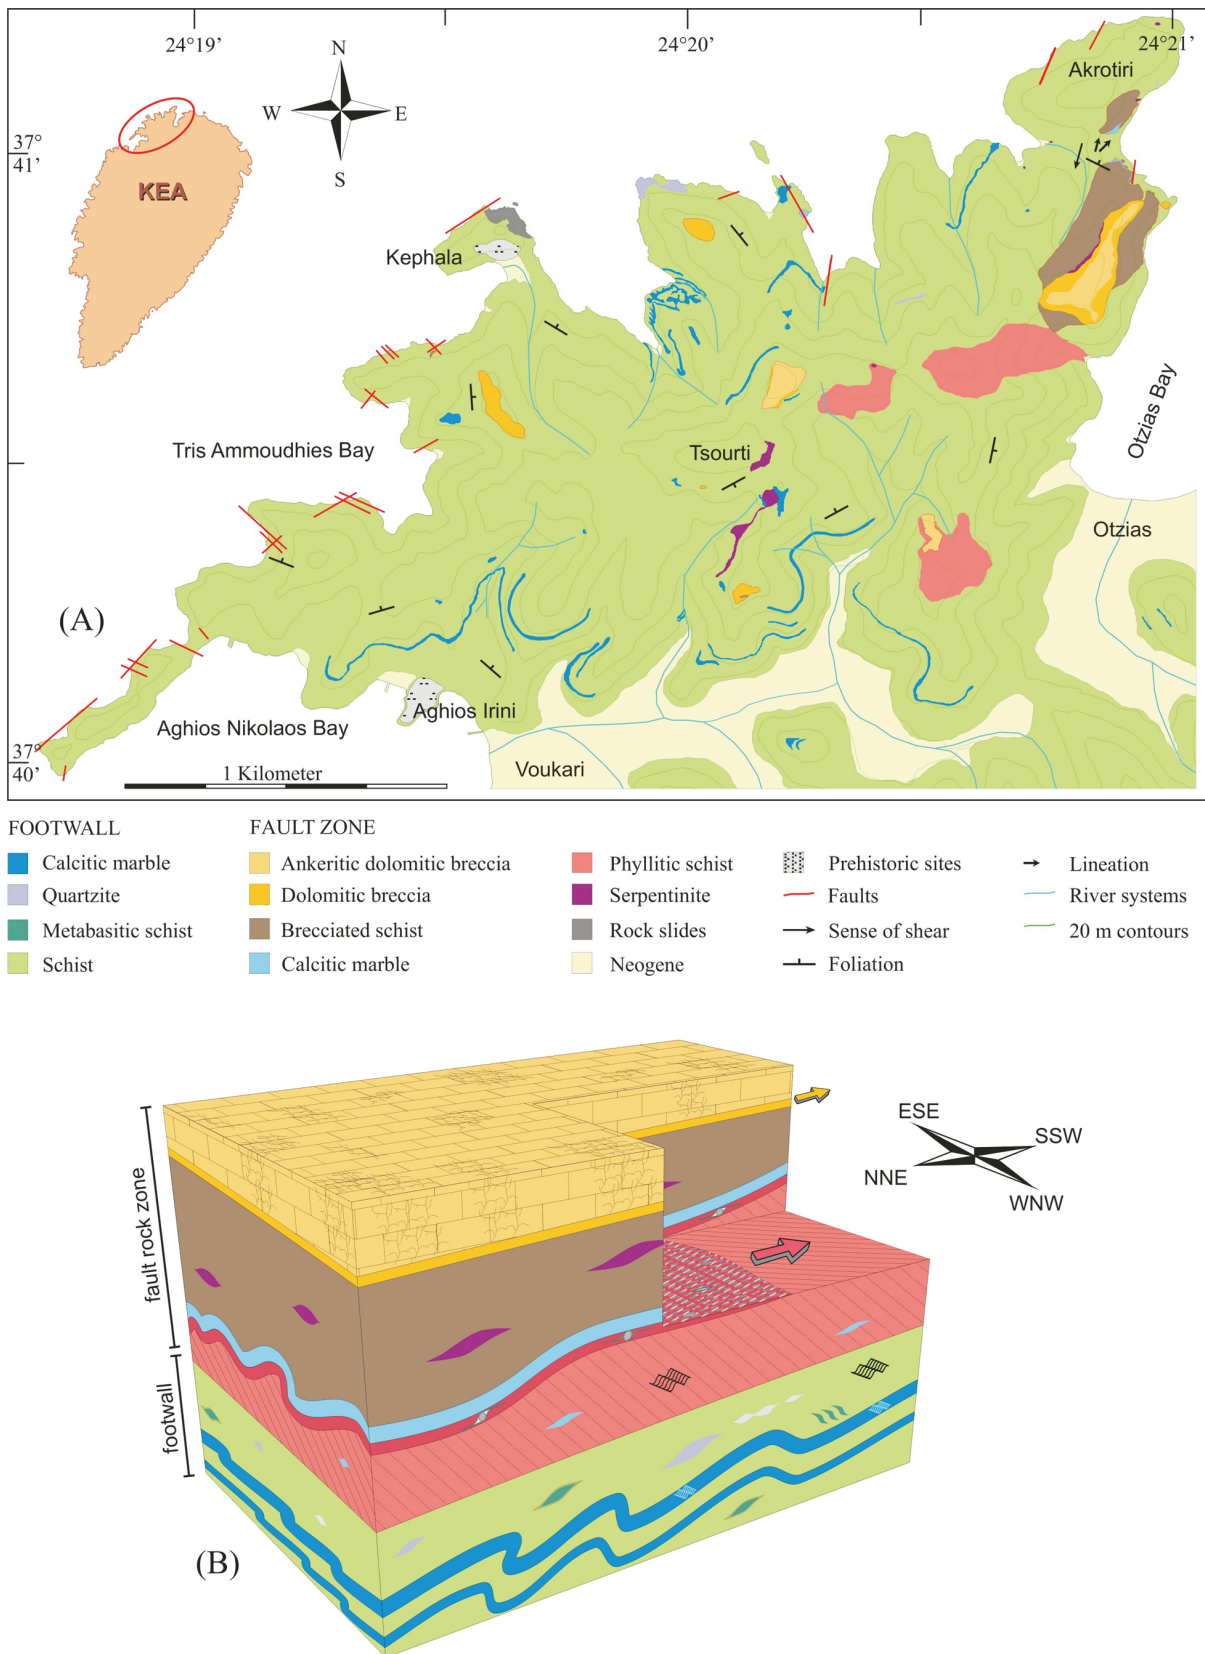 24°19’
24°20’
24°21’
N
W
E
S
37°
41’
KEA
Akrotiri
Kephala
Otzias Bay
Tris Ammoudhies Bay
Tsourti
Otzias
(A)
Aghios Irini
Aghios Nikolaos Bay
37°
40’
Voukari
1 Kilometer
FOOTWALL
Calcitic marble
Quartzite
Metabasitic schist
Schist
FAULT ZONE
Ankeritic dolomitic breccia
Dolomitic breccia
Brecciated schist
Calcitic marble
Phyllitic schist
Serpentinite
Rock slides
Neogene
Prehistoric sites
Faults
Sense of shear
Foliation
Lineation
River systems
20 m contours
fault rock zone
footwall
ESE
SSW
NNE
WNW
(B)